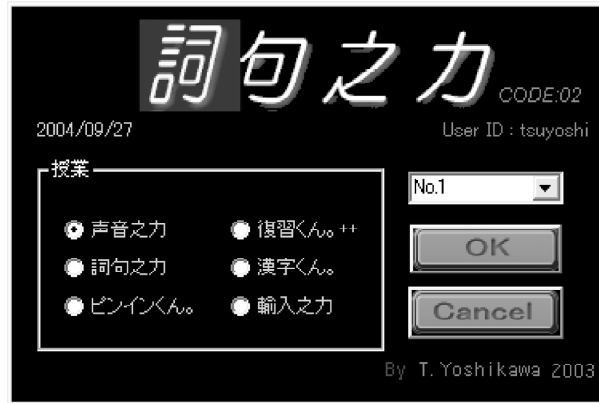 詞句之力
CODE:02
2004/09/27
User ID : tsuyoshi
授業
No.1
声音之力
復習くん。++
詞句之力
漢字くん。
ピンインくん。
輸入之力
OK
Cancel
By T. Yoshikawa 2003